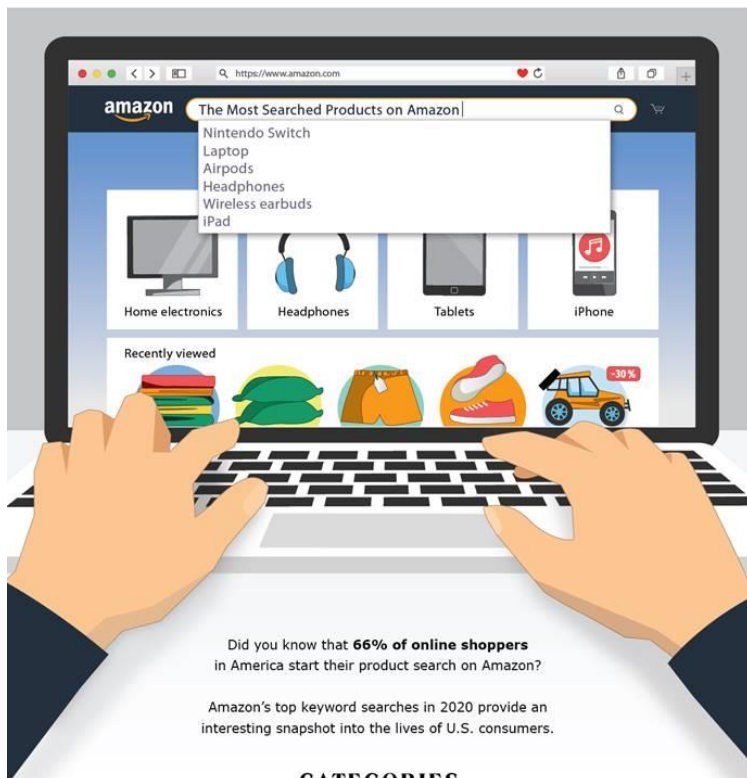 https://www.amazon.com
amazon
The Most Searched Products on Amazon
Nintendo Switch
Laptop
Airpods
Headphones
Wireless earbuds
iPad
Home electronics
Headphones
Tablets
iPhone
Recently viewed
-30%
Did you know that 66% of online shoppers
in America start their product search on Amazon?
Amazon's top keyword searches in 2020 provide an
interesting snapshot into the lives of U.S. consumers.
CATEGORIES